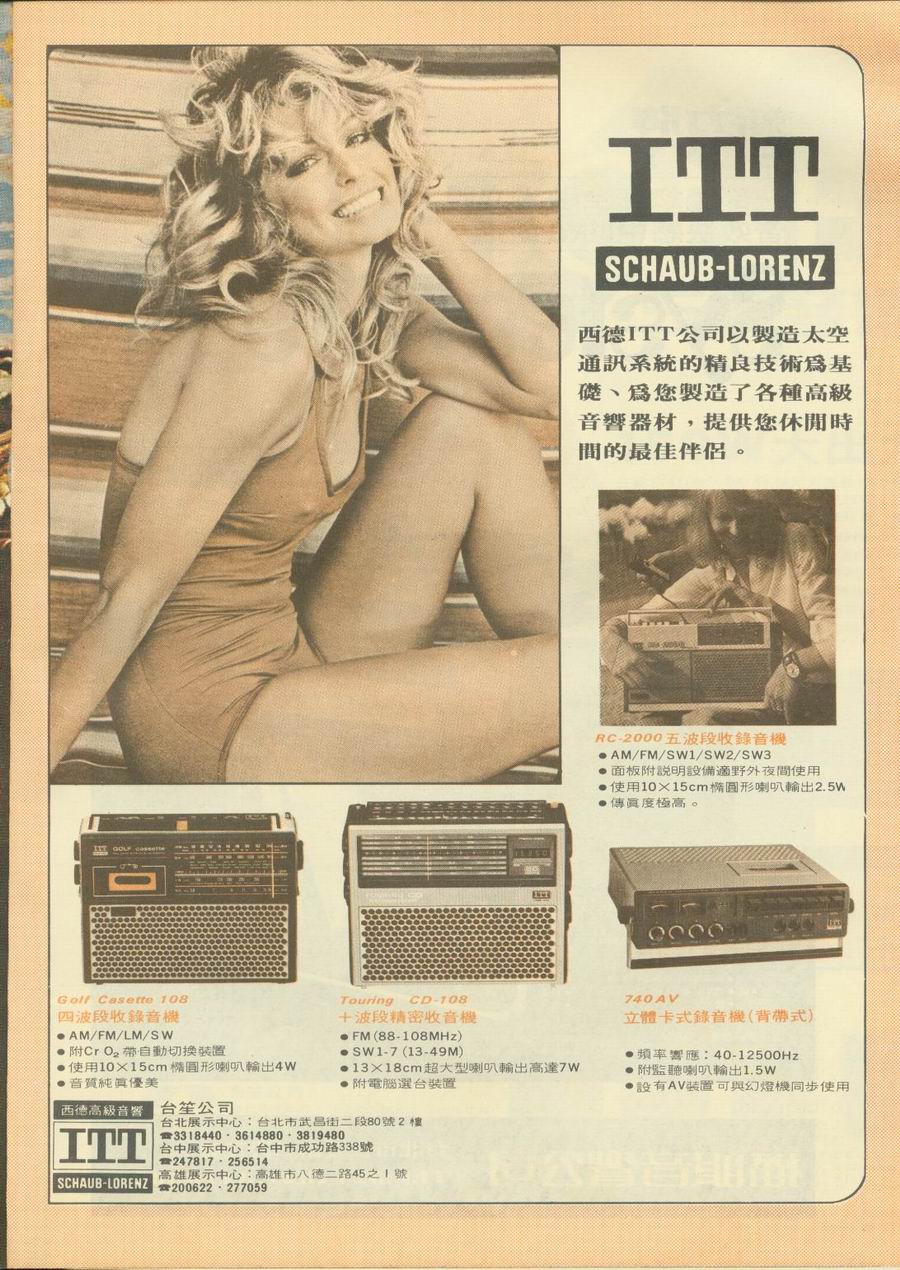 ITT
SCHAUB-LORENZ
西德ITT公司以製造太空
通訊系統的精良技術爲基
礎、爲您製造了各種高級
音響器材，提供您休閒時
間的最佳伴侶。
RC-2000五波段收錄音機
●AM/FM/SW1/SW2/SW3
●面板附説明設備適野外夜間使用
●使用10×15cm橢圓形喇叭輸出2.5W
●傳眞度極高。
ITT GOLF cassette
ITT
Golf Casette 108
四波段收錄音機
●AM/FM/LM/SW
●附CrO₂帶自動切換裝置
●使用10×15cm橢圓形喇叭輸出4W
●音質純眞優美
Touring CD-108
十波段精密收音機
●FM(88-108MHz)
●SW1-7 (13-49M)
●13×18cm超大型喇叭輸出高達7W
●附電腦選台裝置
740AV
立體卡式錄音機(背帶式)
●頻率響應：40-12500Hz
●附監聽喇叭輸出1.5W
●設有AV裝置可與幻燈機同步使用
西德高級音響
ITT
SCHAUB-LORENZ
台笙公司
台北展示中心：台北市武昌街二段80號2樓
☎3318440・3614880・3819480
台中展示中心：台中市成功路338號
☎247817・256514
高雄展示中心：高雄市八德二路45之1號
☎200622・277059